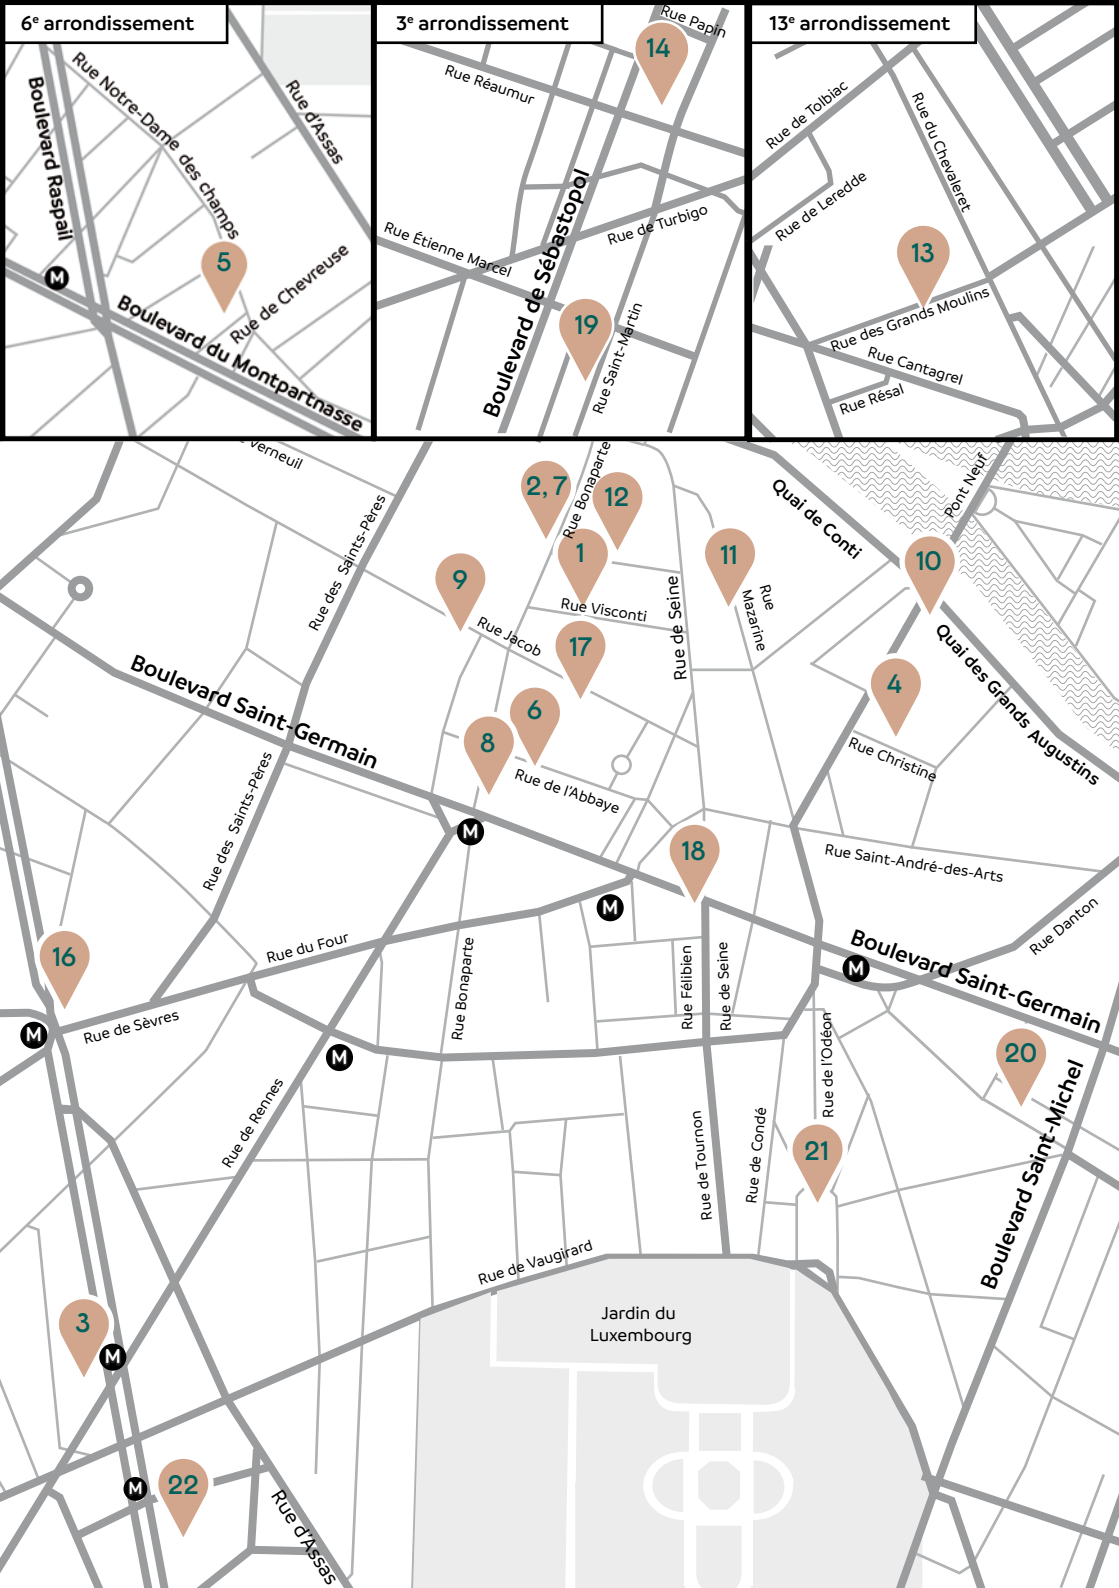 6e arrondissement
Rue Notre-Dame des champs
Boulevard Raspail
Rue d'Assas
5
M
Rue de Chevreuse
Boulevard du Montpartnasse
3e arrondissement
Rue Papin
14
Rue Réaumur
Boulevard de Sébastopol
Rue de Turbigo
Rue Étienne Marcel
19
Rue Saint-Martin
13e arrondissement
Rue de Tolbiac
Rue du Chevaleret
Rue de Leredde
13
Rue des Grands Moulins
Rue Cantagrel
Rue Résal
Verneuil
Rue des Saints-Pères
2, 7
Rue Bonaparte
12
Quai de Conti
Pont Neuf
1
11
10
9
Rue Visconti
Rue de Seine
Rue
Mazarine
Rue Jacob
17
Quai des Grands Augustins
4
Boulevard Saint-Germain
6
8
Rue Christine
Rue de l'Abbaye
Rue des Saints-Pères
M
18
Rue Saint-André-des-Arts
M
Rue Danton
16
Rue du Four
Rue Bonaparte
Rue Félibien
Rue de Seine
M
Boulevard Saint-Germain
M
Rue de Sèvres
M
Rue de l'Odéon
20
Rue de Rennes
Rue de Tournon
Rue de Condé
21
Boulevard Saint-Michel
Rue de Vaugirard
Jardin du
Luxembourg
3
M
M
22
Rue d'Assas